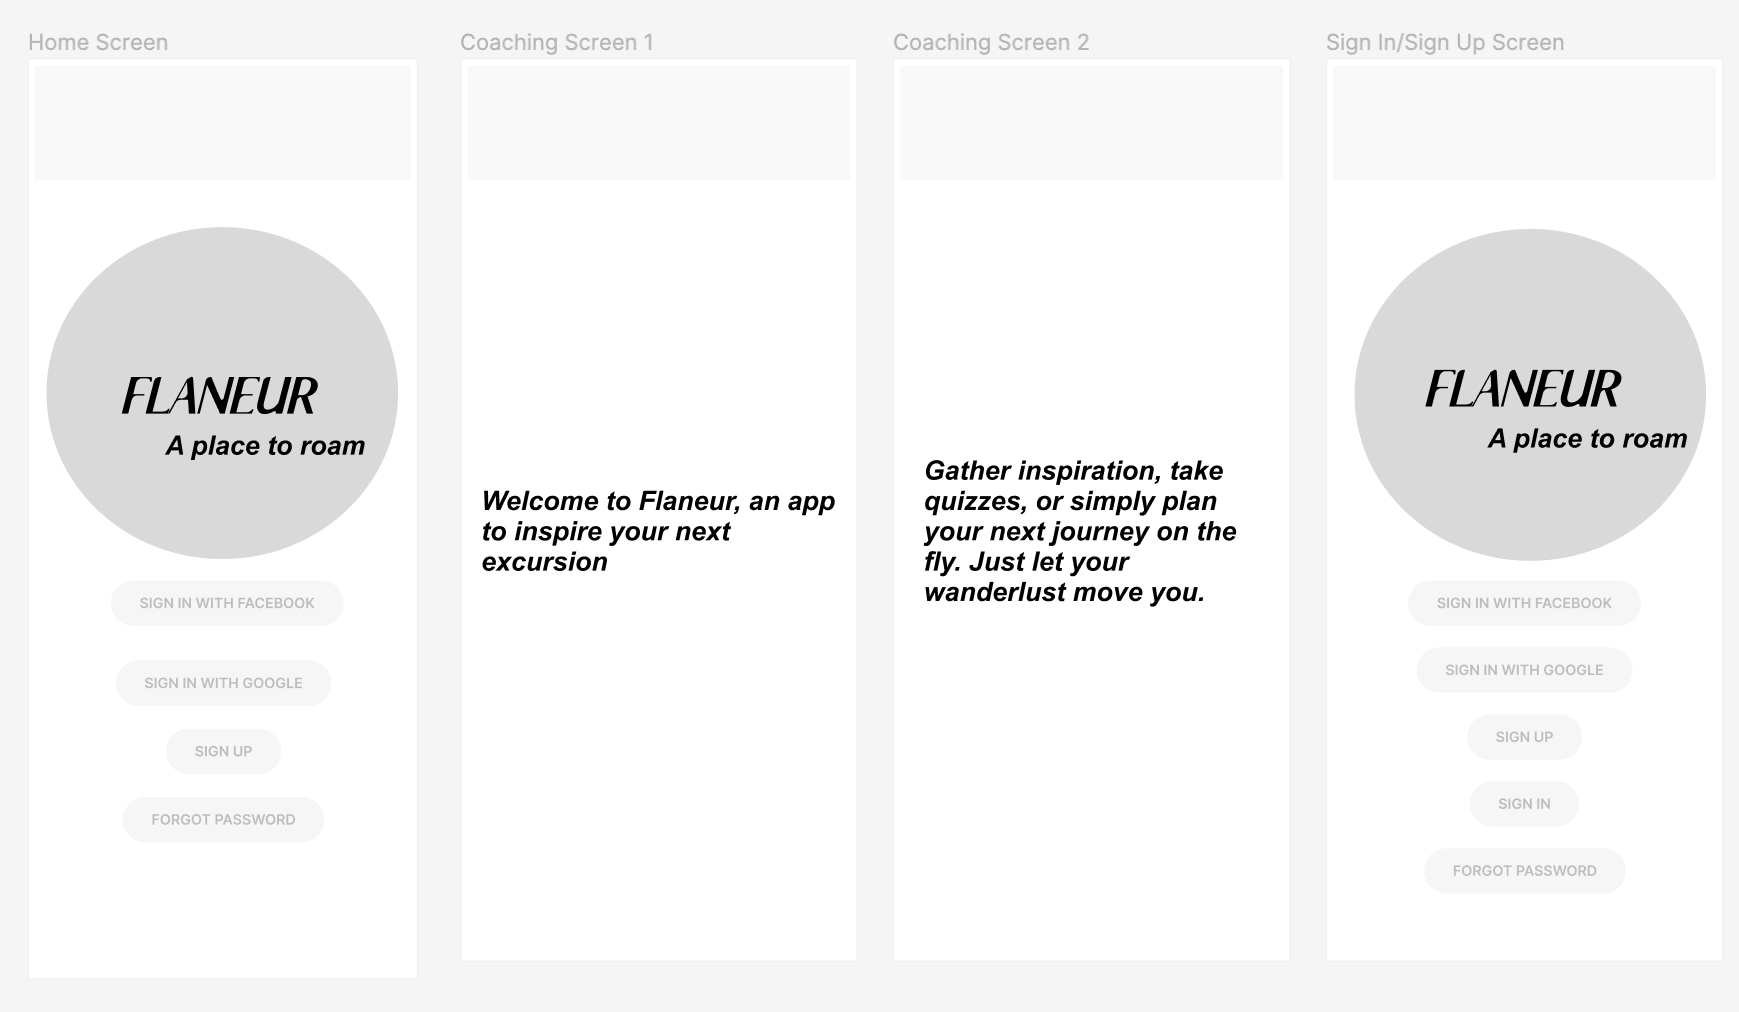 Home Screen
FLANEUR
A place to roam
SIGN IN WITH FACEBOOK
SIGN IN WITH GOOGLE
SIGN UP
FORGOT PASSWORD
Coaching Screen 1
Welcome to Flaneur, an app
to inspire your next
excursion
Coaching Screen 2
Gather inspiration, take
quizzes, or simply plan
your next journey on the
fly. Just let your
wanderlust move you.
Sign In/Sign Up Screen
FLANEUR
A place to roam
SIGN IN WITH FACEBOOK
SIGN IN WITH GOOGLE
SIGN UP
SIGN IN
FORGOT PASSWORD